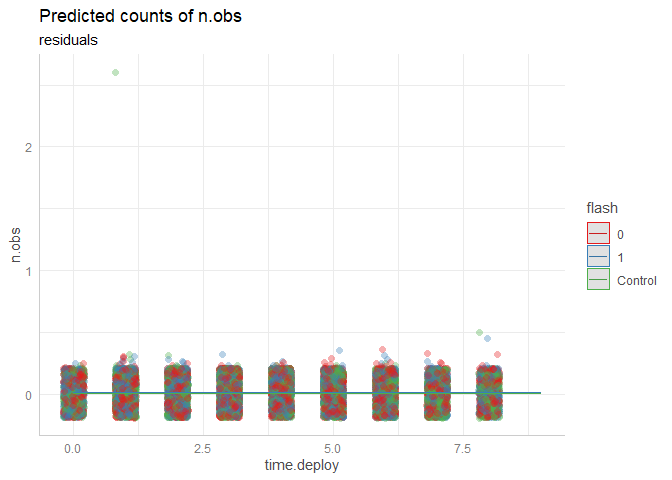 Predicted counts of n.obs
residuals
2
1
0
n.obs
0.0
2.5
5.0
7.5
time.deploy
flash
0
1
Control